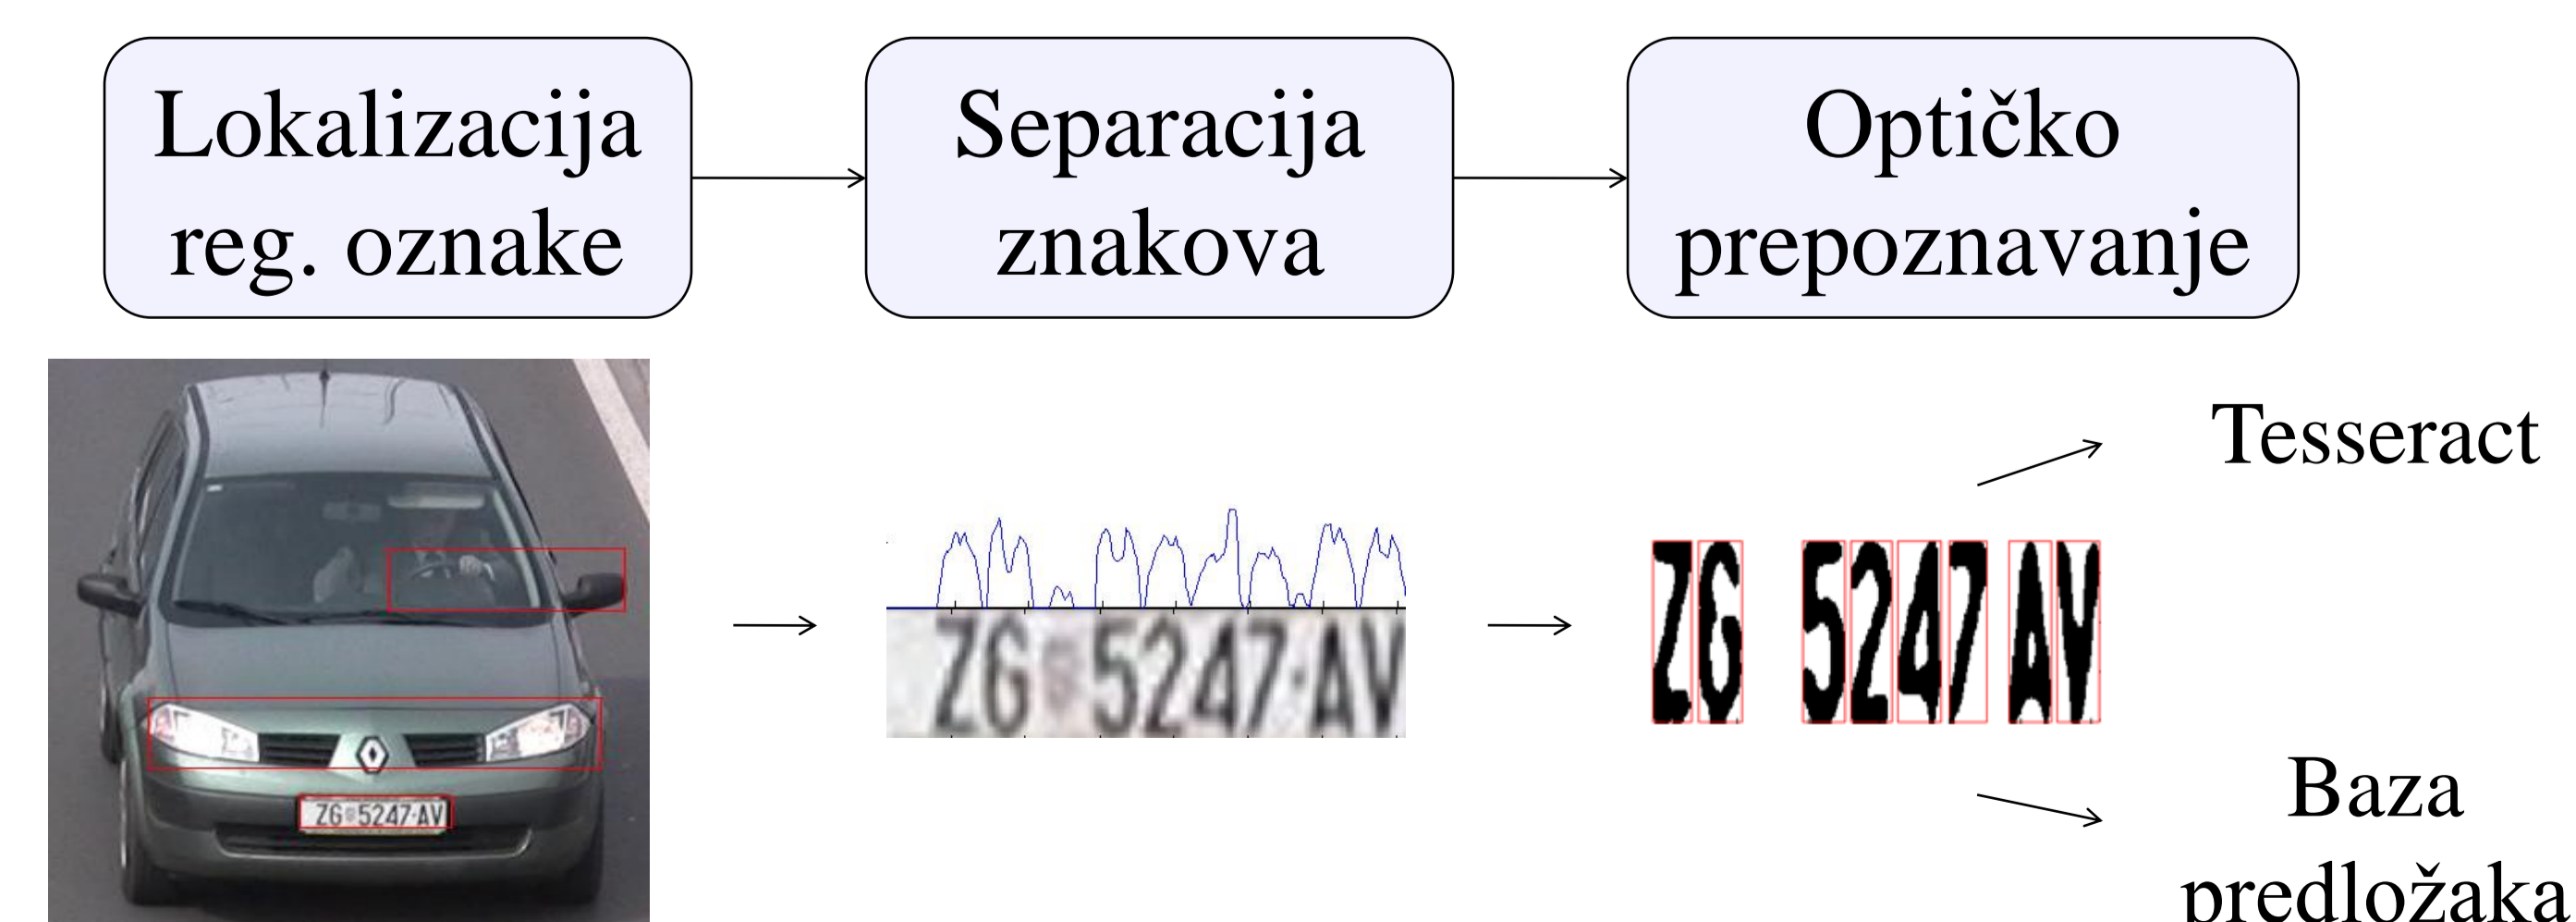 Lokalizacija
reg. oznake
Separacija
znakova
Optičko
prepoznavanje
Tesseract
ZG 5247·AV
ZG 5247·AV
ZG 5247 AV
Baza
predložaka